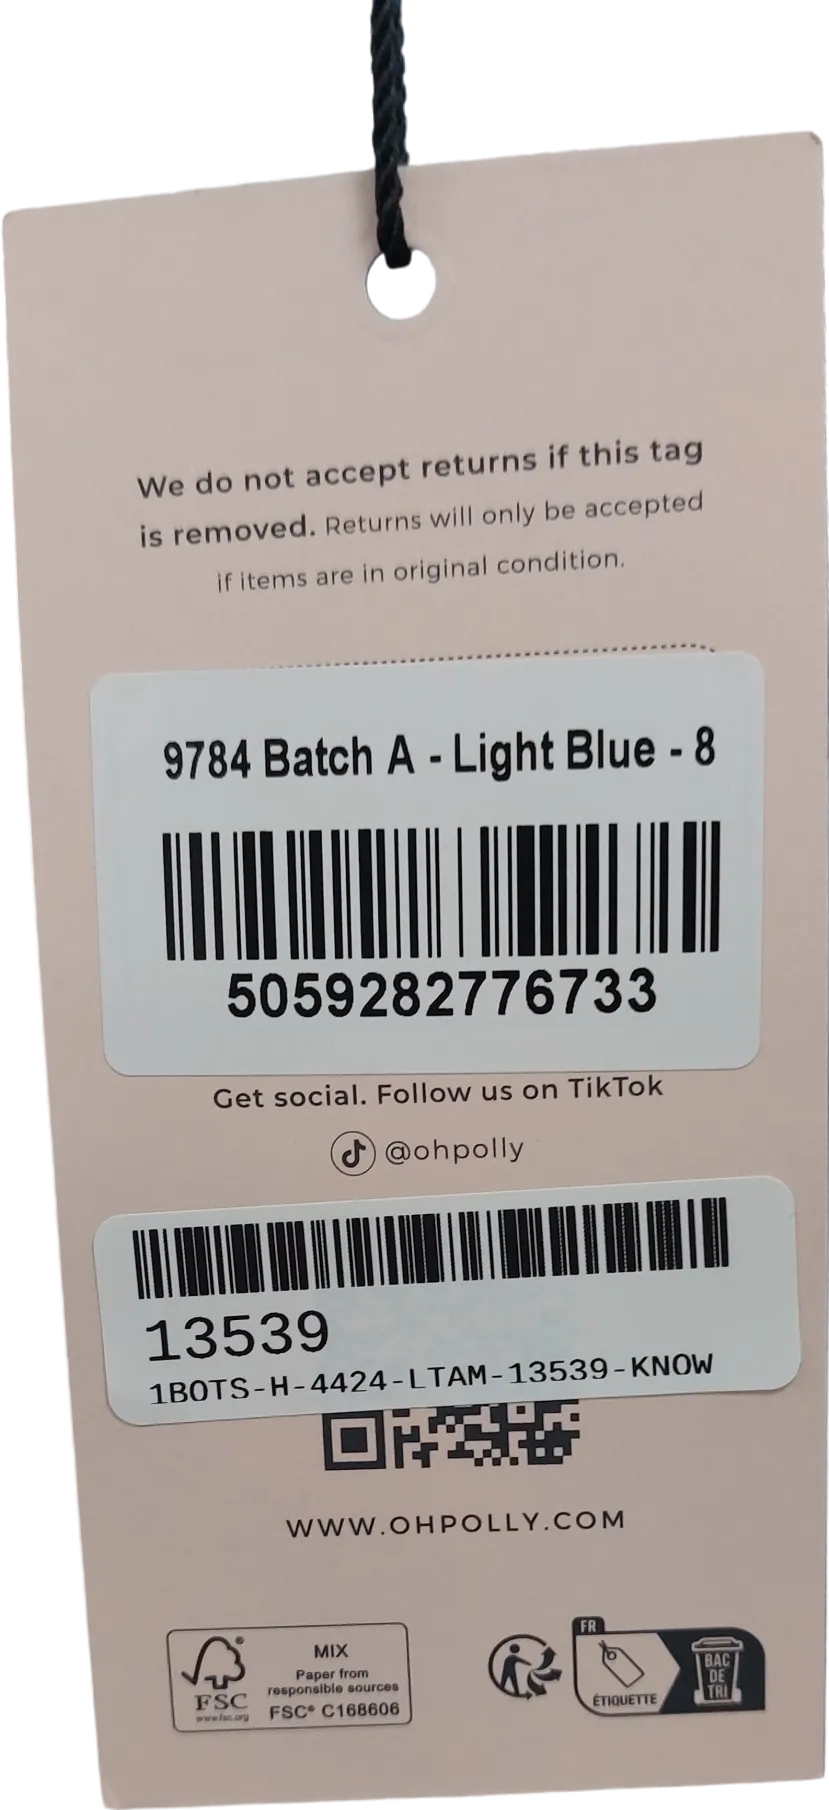 We do not accept returns if this tag
is removed. Returns will only be accepted
if items are in original condition.
9784 Batch A - Light Blue - 8
5059282776733
Get social. Follow us on TikTok
@ohpolly
13539
1BOTS-H-4424-LTAM-13539-KNOW
WWW.OHPOLLY.COM
FSC®
www.fsc.org
MIX
Paper from
responsible sources
FSC® C168606
FR
ÉTIQUETTE
BAC
DE
TRI